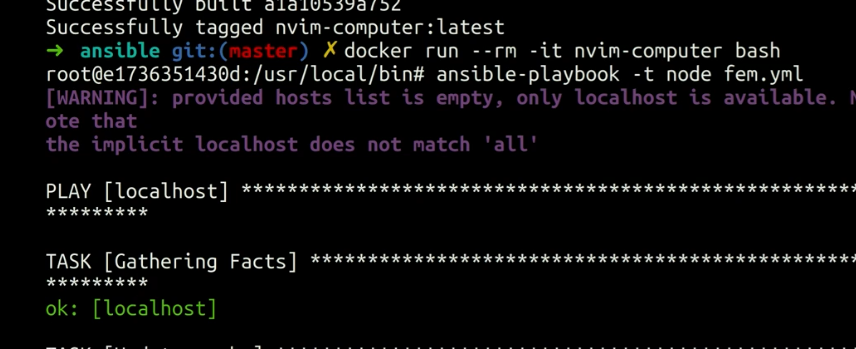 Successfully built a1a10539a752
Successfully tagged nvim-computer:latest
➜ ansible git:(master) ✗ docker run --rm -it nvim-computer bash
root@e1736351430d:/usr/local/bin# ansible-playbook -t node fem.yml
[WARNING]: provided hosts list is empty, only localhost is available. N
ote that
the implicit localhost does not match 'all'
PLAY [localhost] *****************************************************
*********
TASK [Gathering Facts] ***********************************************
*********
ok: [localhost]